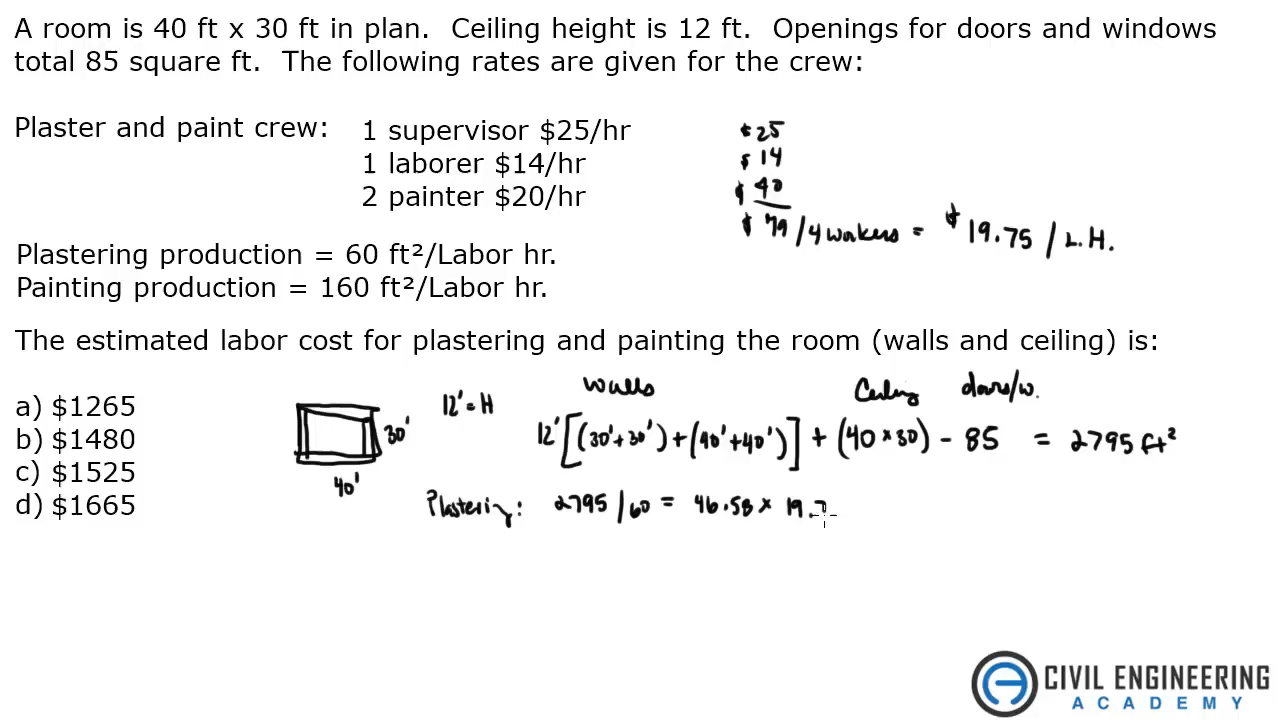 A room is 40 ft x 30 ft in plan. Ceiling height is 12 ft. Openings for doors and windows
total 85 square ft. The following rates are given for the crew:
Plaster and paint crew:
1 supervisor $25/hr
1 laborer $14/hr
2 painter $20/hr
$25
$14
$40
$79/4 workers = $19.75/L.H.
Plastering production = 60 ft²/Labor hr.
Painting production = 160 ft²/Labor hr.
The estimated labor cost for plastering and painting the room (walls and ceiling) is:
a) $1265
b) $1480
c) $1525
d) $1665
30'
40'
12' = H
Walls
Ceiling
doors/w.
12' [(30'+30') + (40'+40')] + (40 x 30) - 85 = 2795 ft²
Plastering: 2795/60 = 46.58 x 19.7
CIVIL ENGINEERING
ACADEMY